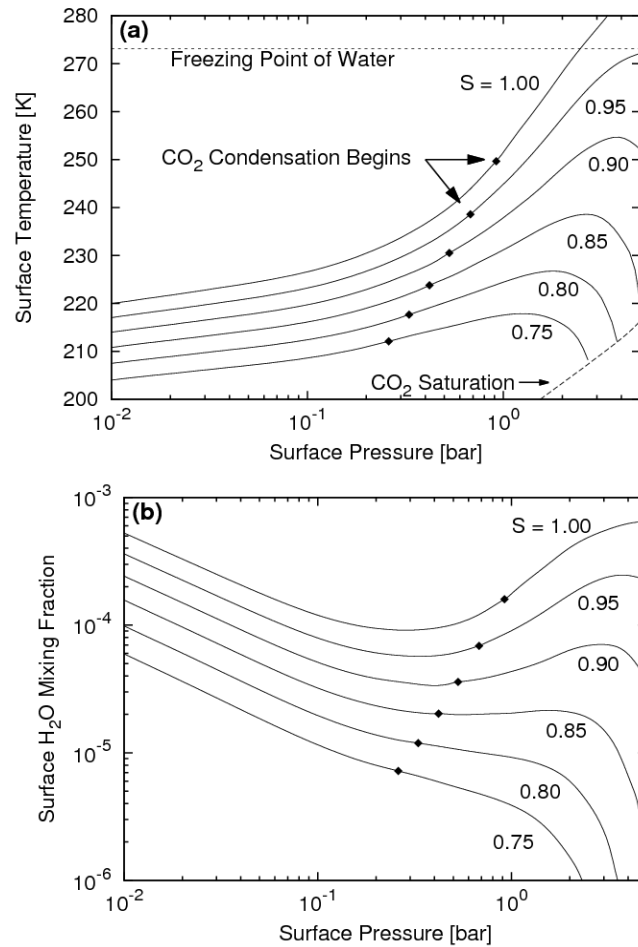 (a)
280
270
260
250
240
230
220
210
200
Surface Temperature [K]
Freezing Point of Water
S = 1.00
0.95
0.90
0.85
0.80
0.75
CO₂ Condensation Begins
CO₂ Saturation
10⁻²
10⁻¹
10⁰
Surface Pressure [bar]
(b)
10⁻³
10⁻⁴
10⁻⁵
10⁻⁶
Surface H₂O Mixing Fraction
S = 1.00
0.95
0.90
0.85
0.80
0.75
10⁻²
10⁻¹
10⁰
Surface Pressure [bar]